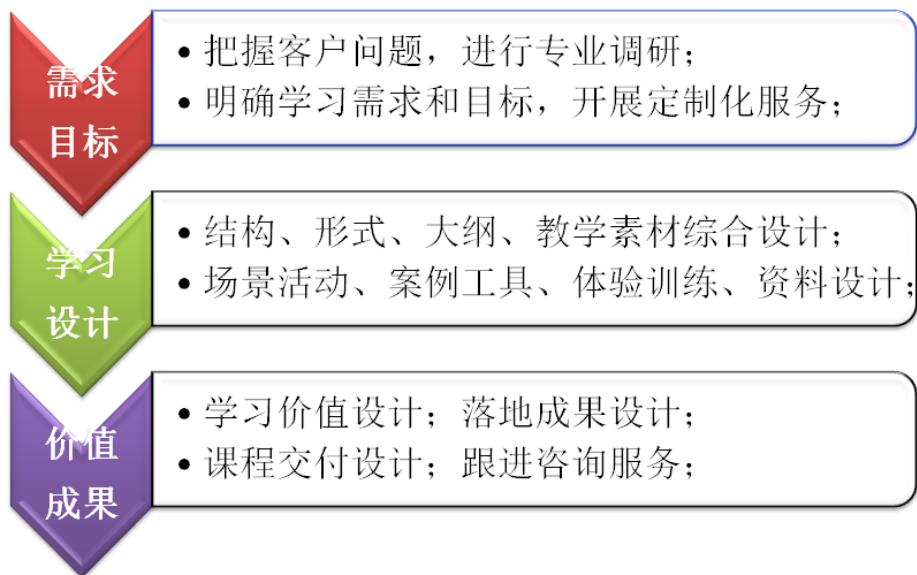 需求
目标
• 把握客户问题，进行专业调研；
• 明确学习需求和目标，开展定制化服务；
学习
设计
• 结构、形式、大纲、教学素材综合设计；
• 场景活动、案例工具、体验训练、资料设计；
价值
成果
• 学习价值设计；落地成果设计；
• 课程交付设计；跟进咨询服务；